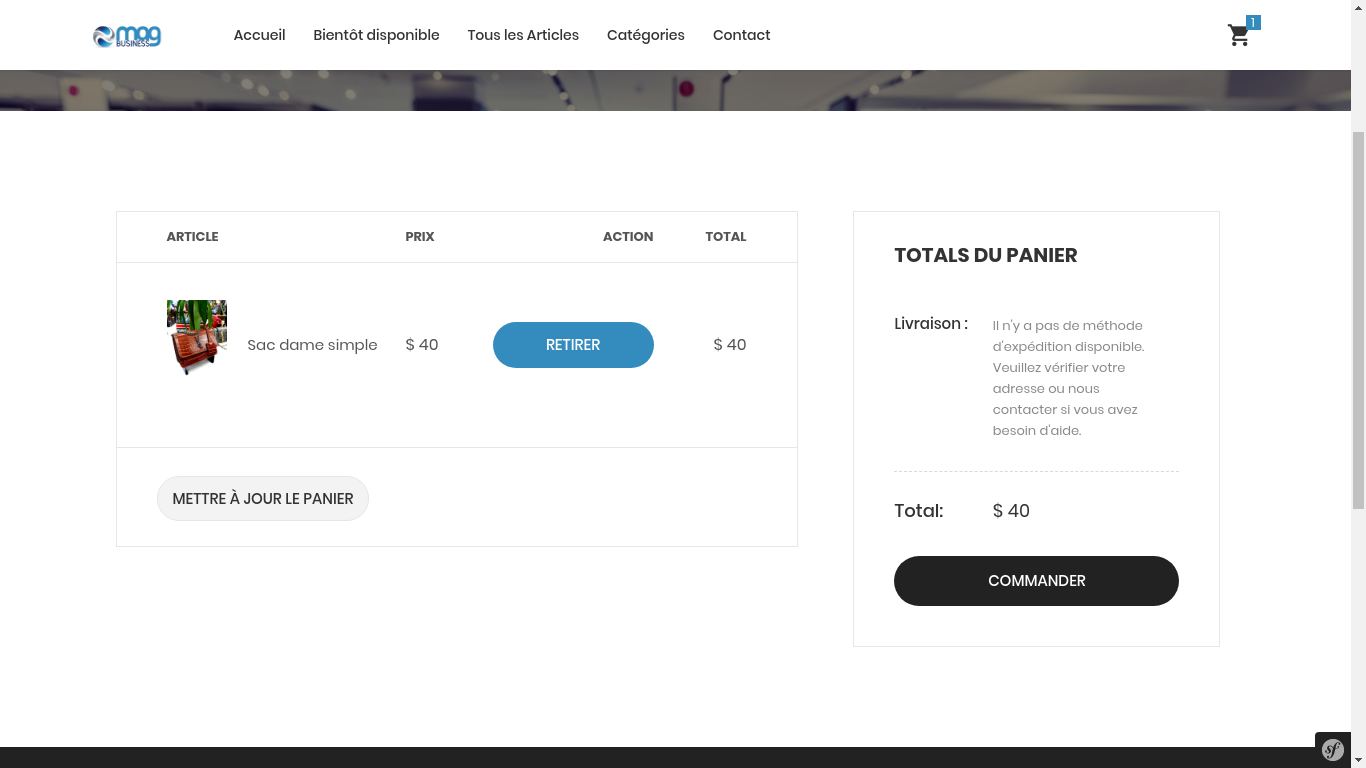 mag
BUSINESS
Accueil
Bientôt disponible
Tous les Articles
Catégories
Contact
1
ARTICLE
PRIX
ACTION
TOTAL
Sac dame simple
$ 40
RETIRER
$ 40
METTRE À JOUR LE PANIER
TOTALS DU PANIER
Livraison :
Il n'y a pas de méthode
d'expédition disponible.
Veuillez vérifier votre
adresse ou nous
contacter si vous avez
besoin d'aide.
Total:
$ 40
COMMANDER
sf